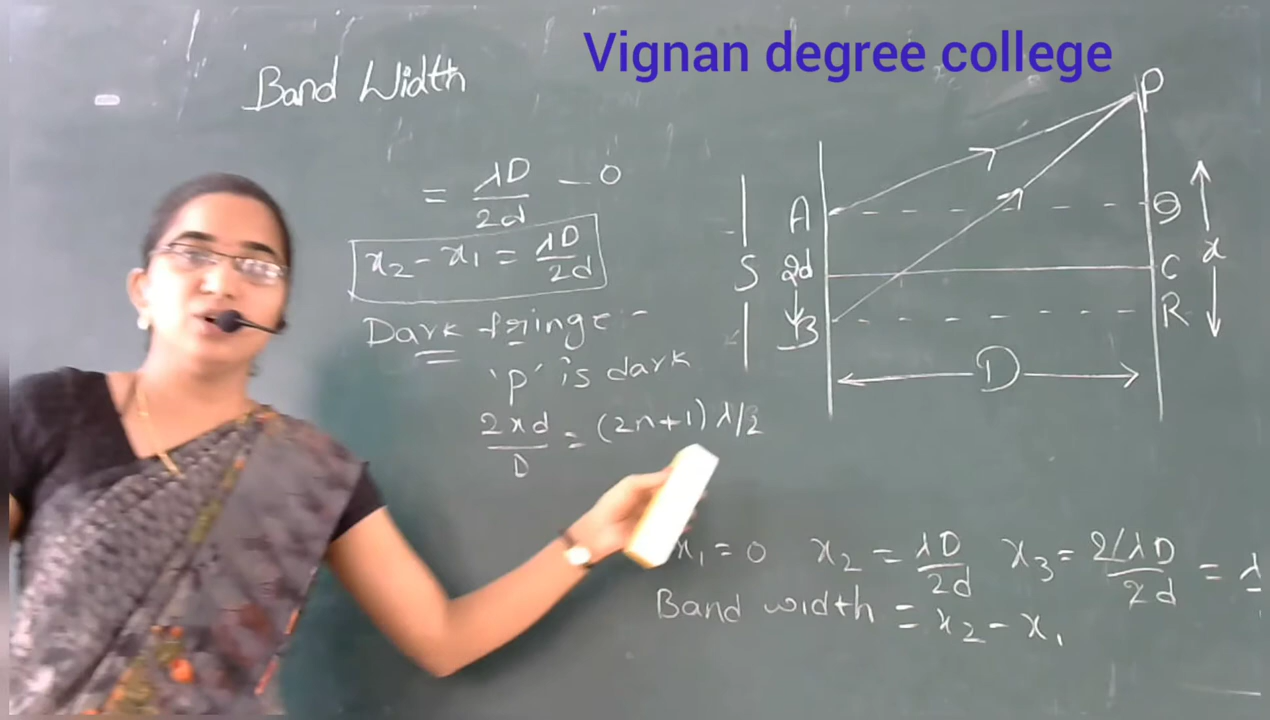 Vignan degree college
Band Width
= λD/2d - 0
x₂ - x₁ = λD/2d
Dark fringe :-
'p' is dark
2xd/D = (2n+1) λ/2
x₁ = 0 x₂ = λD/2d x₃ = 2λD/2d = λ
Band width = x₂ - x₁
P
A
S 2d C x
B R
D